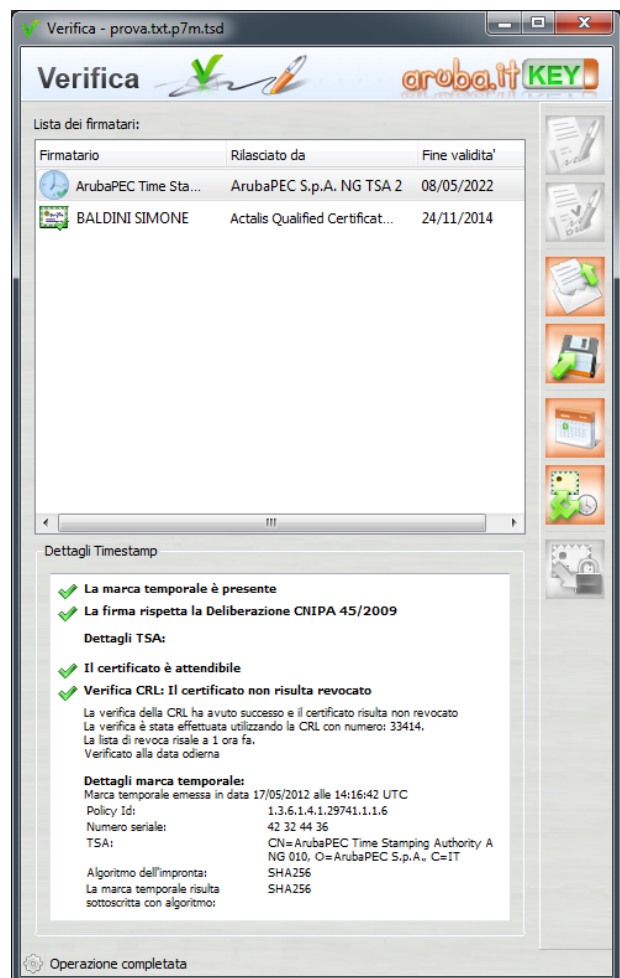 Verifica - prova.txt.p7m.tsd
Verifica
aruba.it KEY
Lista dei firmatari:
Firmatario Rilasciato da Fine validita'
ArubaPEC Time Sta... ArubaPEC S.p.A. NG TSA 2 08/05/2022
BALDINI SIMONE Actalis Qualified Certificat... 24/11/2014
Dettagli Timestamp
La marca temporale è presente
La firma rispetta la Deliberazione CNIPA 45/2009
Dettagli TSA:
Il certificato è attendibile
Verifica CRL: Il certificato non risulta revocato
La verifica della CRL ha avuto successo e il certificato risulta non revocato
La verifica è stata effettuata utilizzando la CRL con numero: 33414.
La lista di revoca risale a 1 ora fa.
Verificato alla data odierna
Dettagli marca temporale:
Marca temporale emessa in data 17/05/2012 alle 14:16:42 UTC
Policy Id: 1.3.6.1.4.1.29741.1.1.6
Numero seriale: 42 32 44 36
TSA: CN=ArubaPEC Time Stamping Authority A
NG 010, O=ArubaPEC S.p.A., C=IT
Algoritmo dell'impronta: SHA256
La marca temporale risulta SHA256
sottoscritta con algoritmo:
Operazione completata